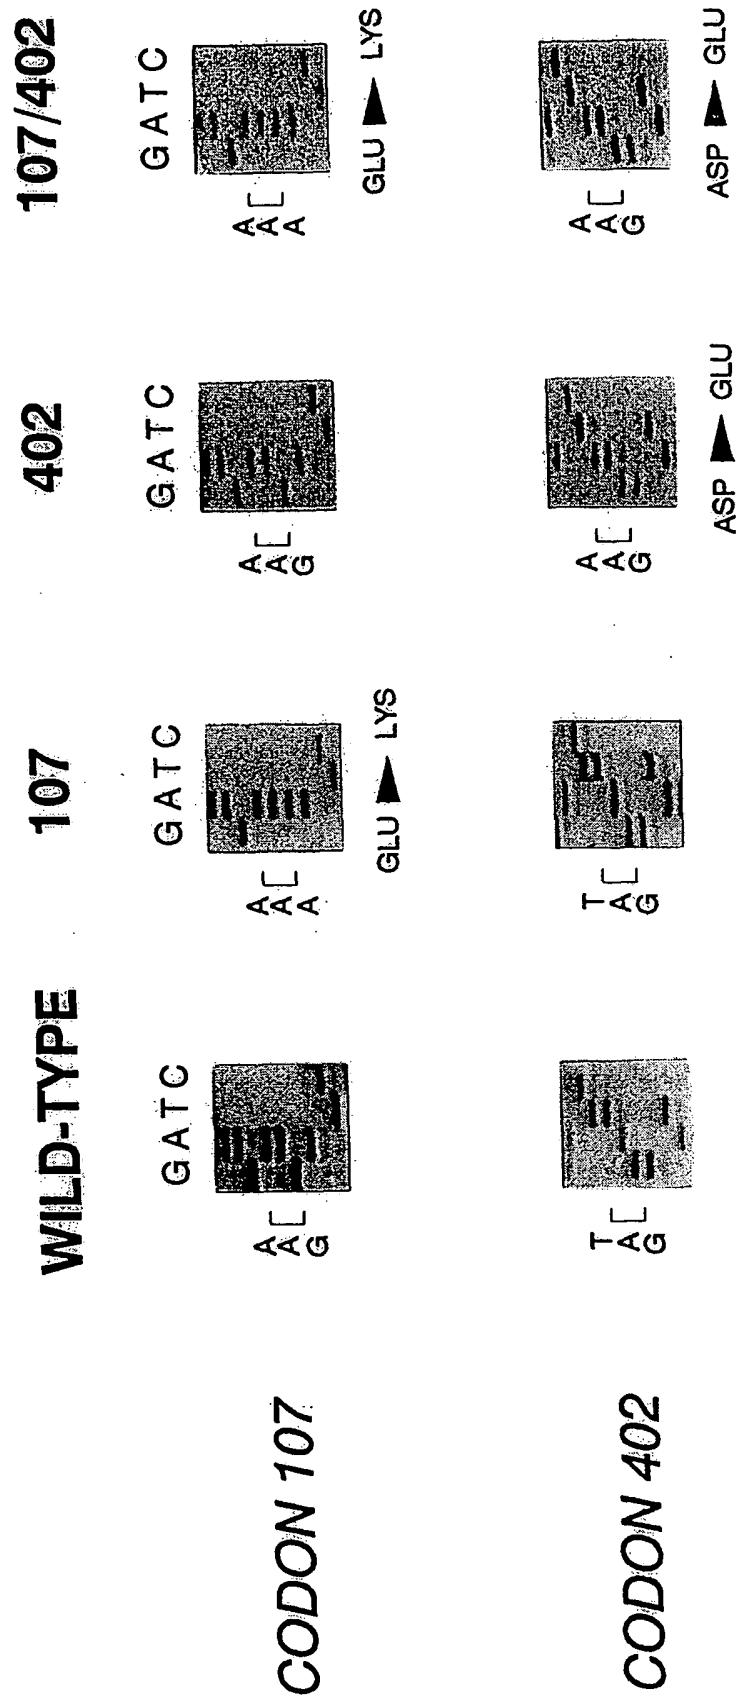 WILD-TYPE 107 402 107/402
GATC GATC GATC GATC
CODON 107
A A A A
A A A A
G A G A
GLU ▶ LYS GLU ▶ LYS
CODON 402
T T A A
A A A A
G G G G
ASP ▶ GLU ASP ▶ GLU